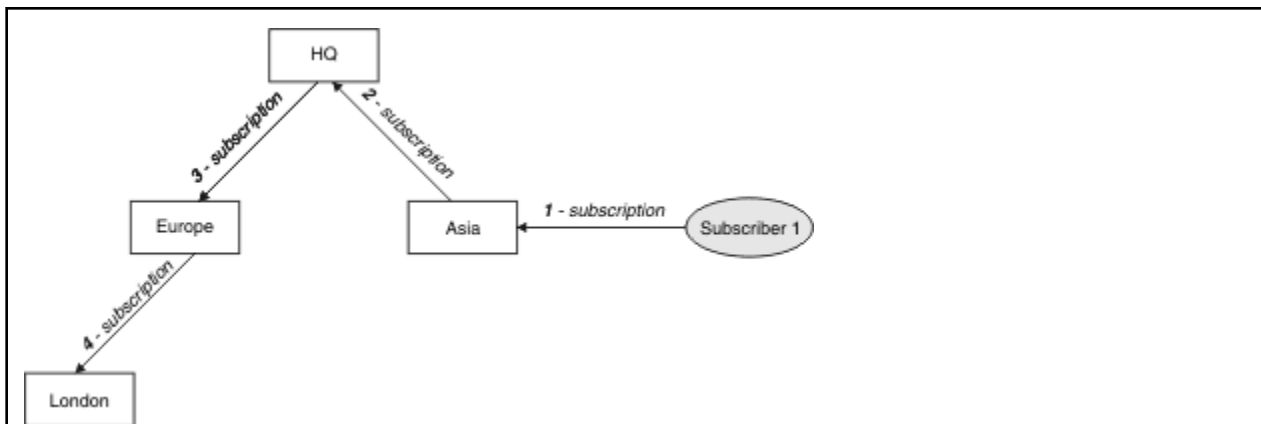 HQ
3 - subscription
2 - subscription
Europe
Asia
1 - subscription
Subscriber 1
4 - subscription
London